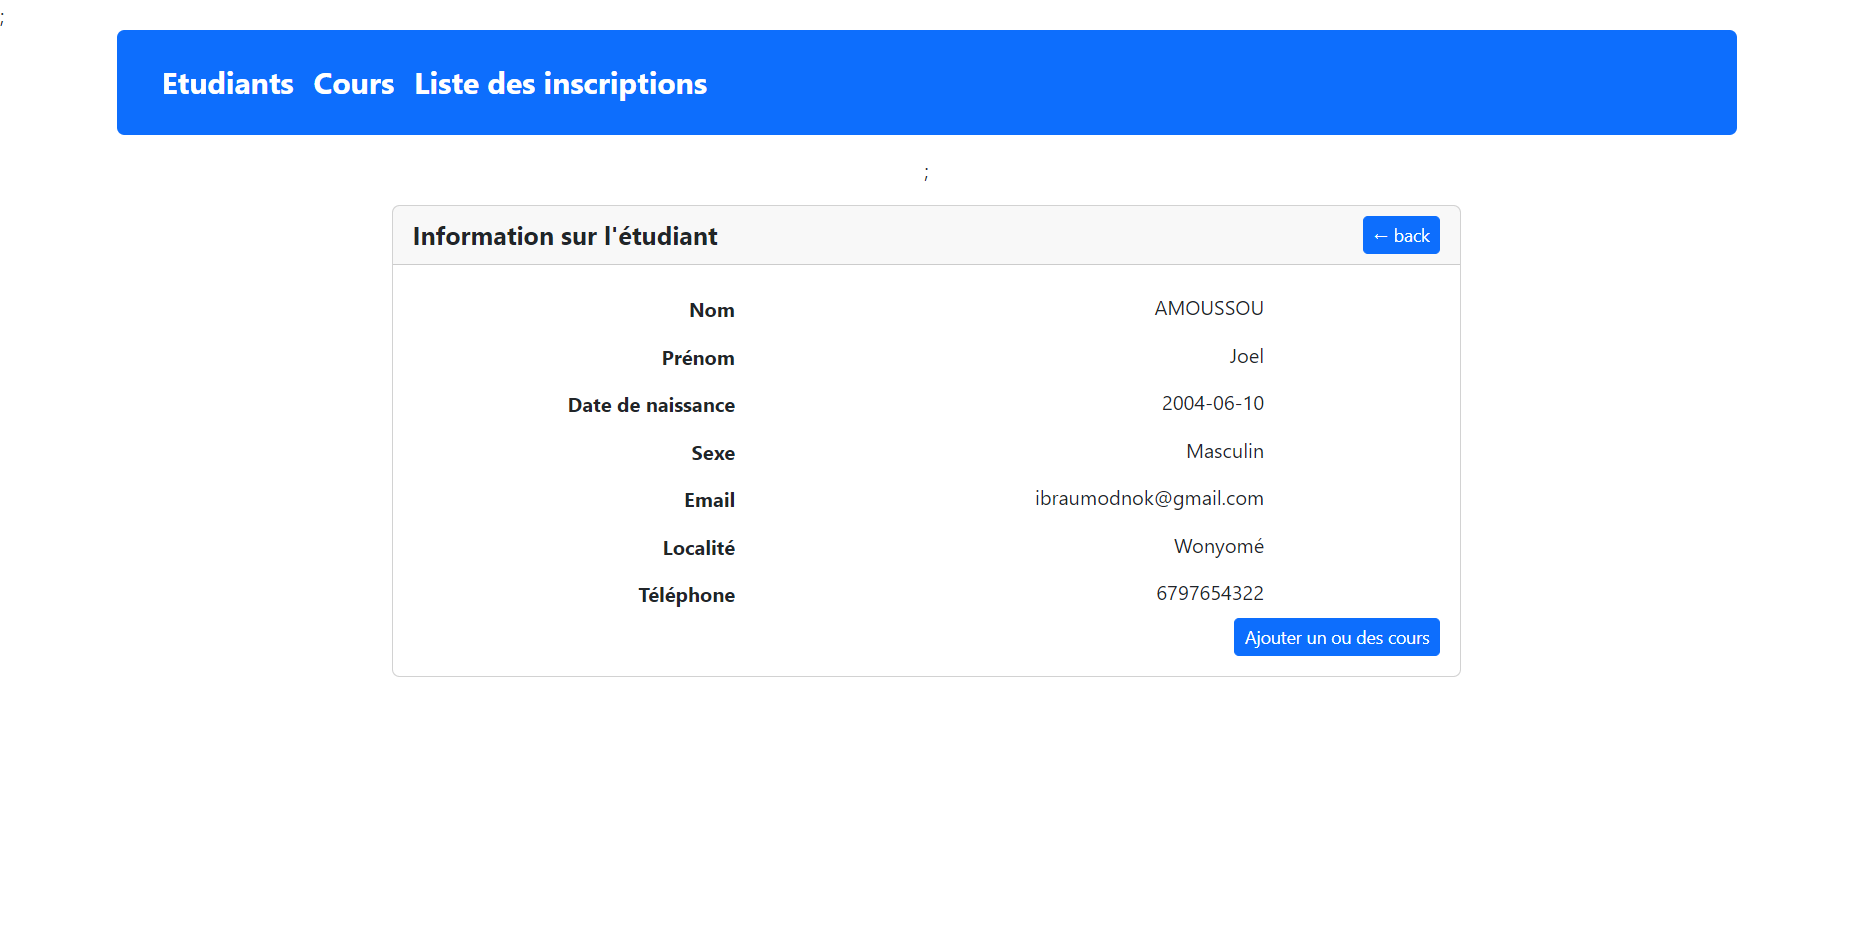 ;
Etudiants Cours Liste des inscriptions
;
Information sur l'étudiant ← back
Nom AMOUSSOU
Prénom Joel
Date de naissance 2004-06-10
Sexe Masculin
Email ibraumodnok@gmail.com
Localité Wonyomé
Téléphone 6797654322
Ajouter un ou des cours